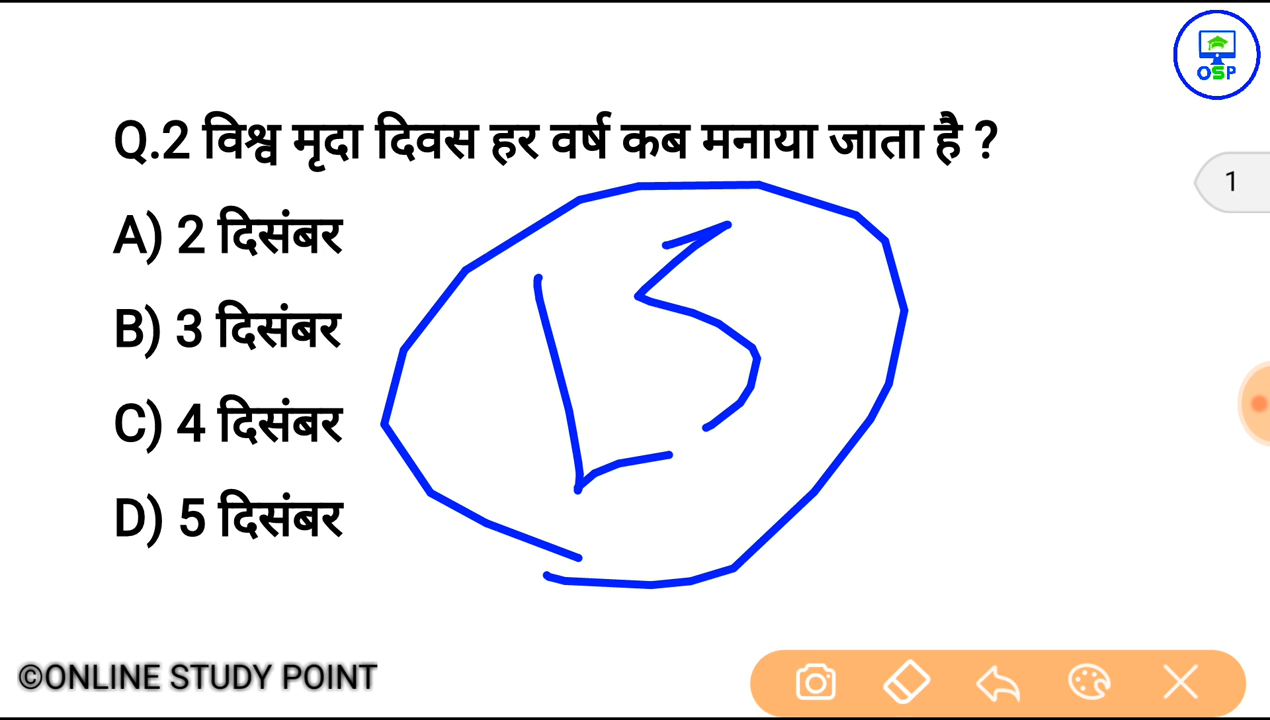 OSP
Q.2 विश्व मृदा दिवस हर वर्ष कब मनाया जाता है ?
1
A) 2 दिसंबर
B) 3 दिसंबर
C) 4 दिसंबर
D) 5 दिसंबर
©ONLINE STUDY POINT